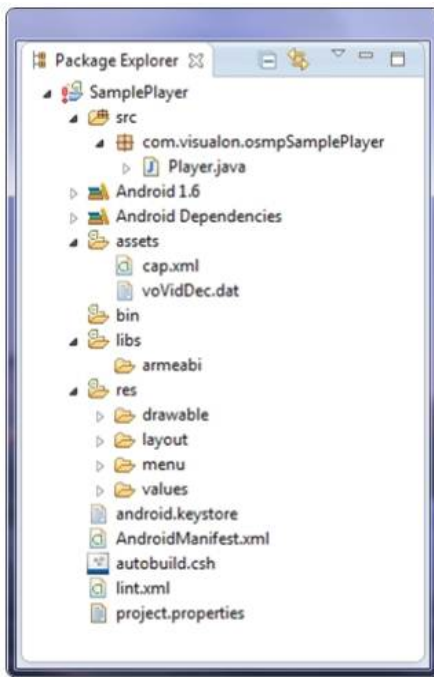 Package Explorer
SamplePlayer
src
com.visualon.osmpSamplePlayer
Player.java
Android 1.6
Android Dependencies
assets
cap.xml
voVidDec.dat
bin
libs
armeabi
res
drawable
layout
menu
values
android.keystore
AndroidManifest.xml
autobuild.csh
lint.xml
project.properties